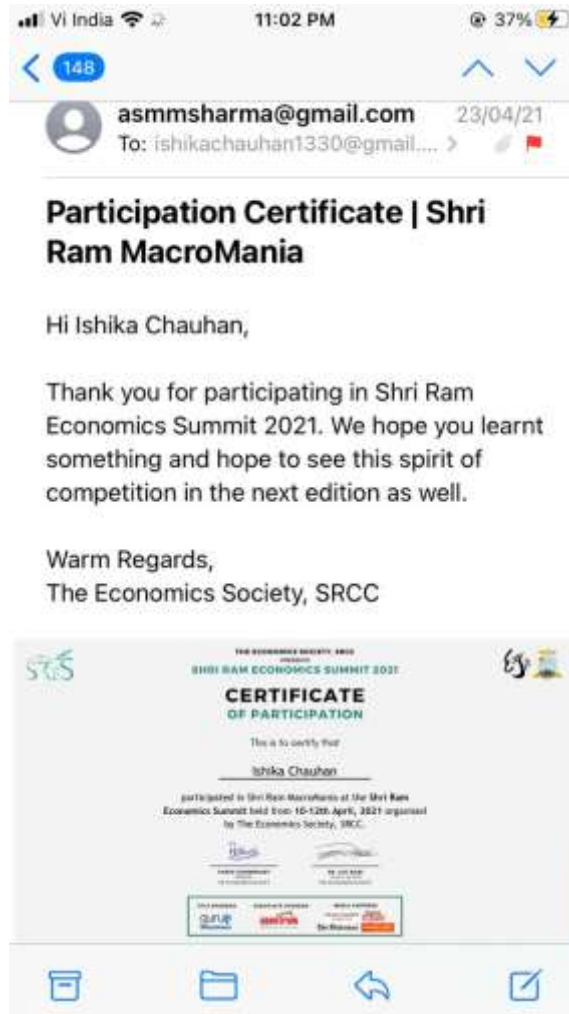 Vi India
11:02 PM
37%
148
asmmsharma@gmail.com
23/04/21
To: ishikachauhan1330@gmail....
Participation Certificate | Shri
Ram MacroMania
Hi Ishika Chauhan,
Thank you for participating in Shri Ram
Economics Summit 2021. We hope you learnt
something and hope to see this spirit of
competition in the next edition as well.
Warm Regards,
The Economics Society, SRCC
THE ECONOMICS SOCIETY, SRCC
SHRI RAM ECONOMICS SUMMIT 2021
CERTIFICATE
OF PARTICIPATION
This is to certify that
Ishika Chauhan
participated in Shri Ram MacroMania at the Shri Ram
Economics Summit held from 10-12th April, 2021 organised
by The Economics Society, SRCC.